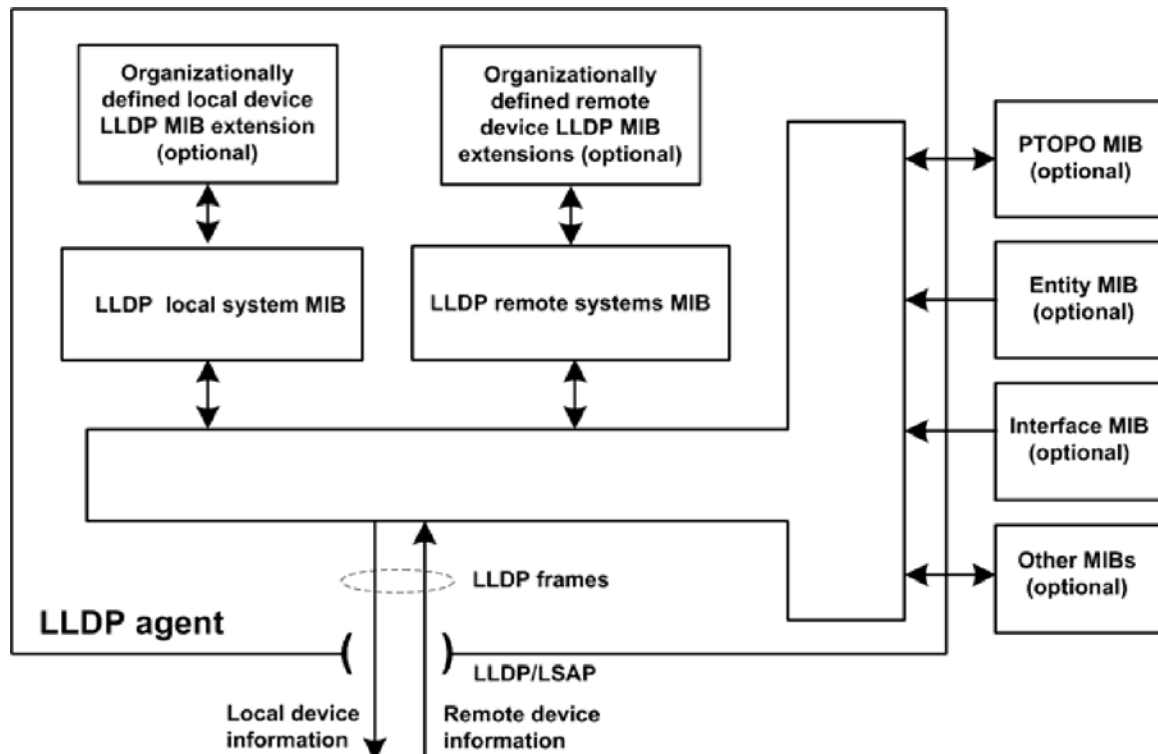 Organizationally
defined local device
LLDP MIB extension
(optional)
Organizationally
defined remote
device LLDP MIB
extensions (optional)
PTOPO MIB
(optional)
LLDP local system MIB
LLDP remote systems MIB
Entity MIB
(optional)
Interface MIB
(optional)
Other MIBs
(optional)
LLDP frames
LLDP agent
LLDP/LSAP
Local device
information
Remote device
information